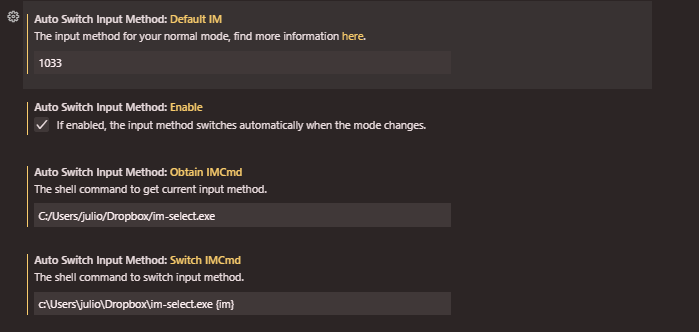 Auto Switch Input Method: Default IM
The input method for your normal mode, find more information here.
1033
Auto Switch Input Method: Enable
If enabled, the input method switches automatically when the mode changes.
Auto Switch Input Method: Obtain IMCmd
The shell command to get current input method.
C:/Users/julio/Dropbox/im-select.exe
Auto Switch Input Method: Switch IMCmd
The shell command to switch input method.
c:\Users\julio\Dropbox\im-select.exe {im}